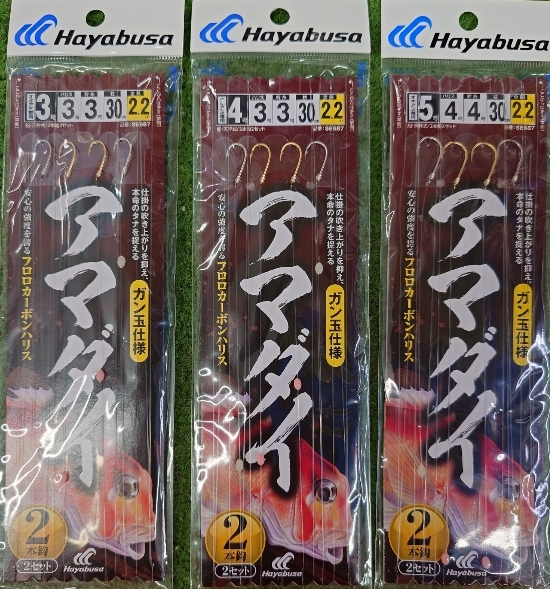 Hayabusa
3 3 3 30 2.2
品番:SE687
仕掛の吹き上がりを抑え、
本命のタナを捉える
ガン玉仕様
アマダイ
安心の強度を誇る
フロロカーボンハリス
2本鈎
2セット
Hayabusa
Hayabusa
4 3 3 30 2.2
品番:SE687
仕掛の吹き上がりを抑え、
本命のタナを捉える
ガン玉仕様
アマダイ
安心の強度を誇る
フロロカーボンハリス
2本鈎
2セット
Hayabusa
Hayabusa
5 4 4 30 2.2
品番:SE687
仕掛の吹き上がりを抑え、
本命のタナを捉える
ガン玉仕様
アマダイ
安心の強度を誇る
フロロカーボンハリス
2本鈎
2セット
Hayabusa